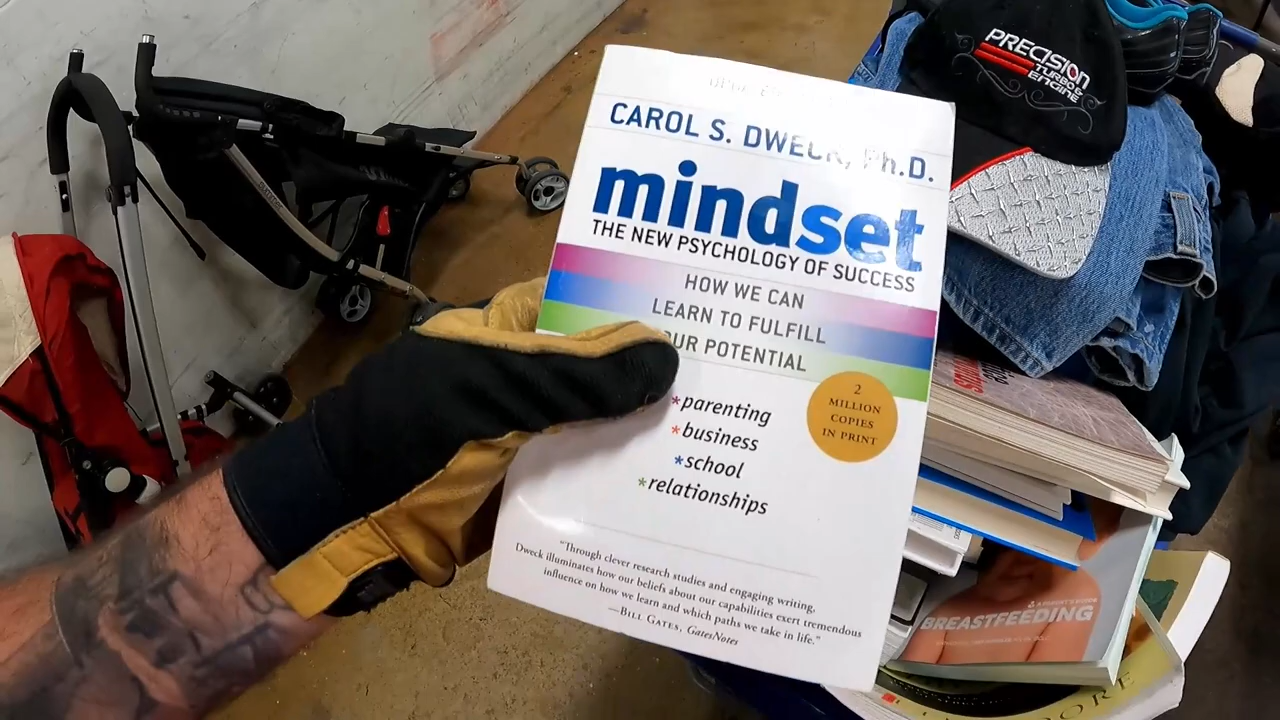 CAROL S. DWECK, Ph.D.
mindset
THE NEW PSYCHOLOGY OF SUCCESS
HOW WE CAN
LEARN TO FULFILL
OUR POTENTIAL
*parenting
*business
*school
*relationships
2
MILLION
COPIES
IN PRINT
"Through clever research studies and engaging writing,
Dweck illuminates how our beliefs about our capabilities exert tremendous
influence on how we learn and which paths we take in life."
—BILL GATES, GatesNotes
PRECISION
TURBO &
ENGINE
BREASTFEEDING